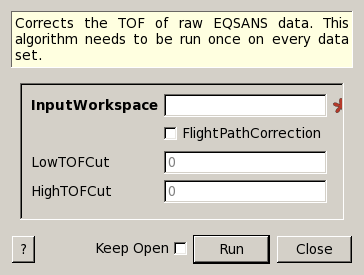 Corrects the TOF of raw EQSANS data. This
algorithm needs to be run once on every data
set.
InputWorkspace
FlightPathCorrection
LowTOFCut 0
HighTOFCut 0
? Keep Open Run Close